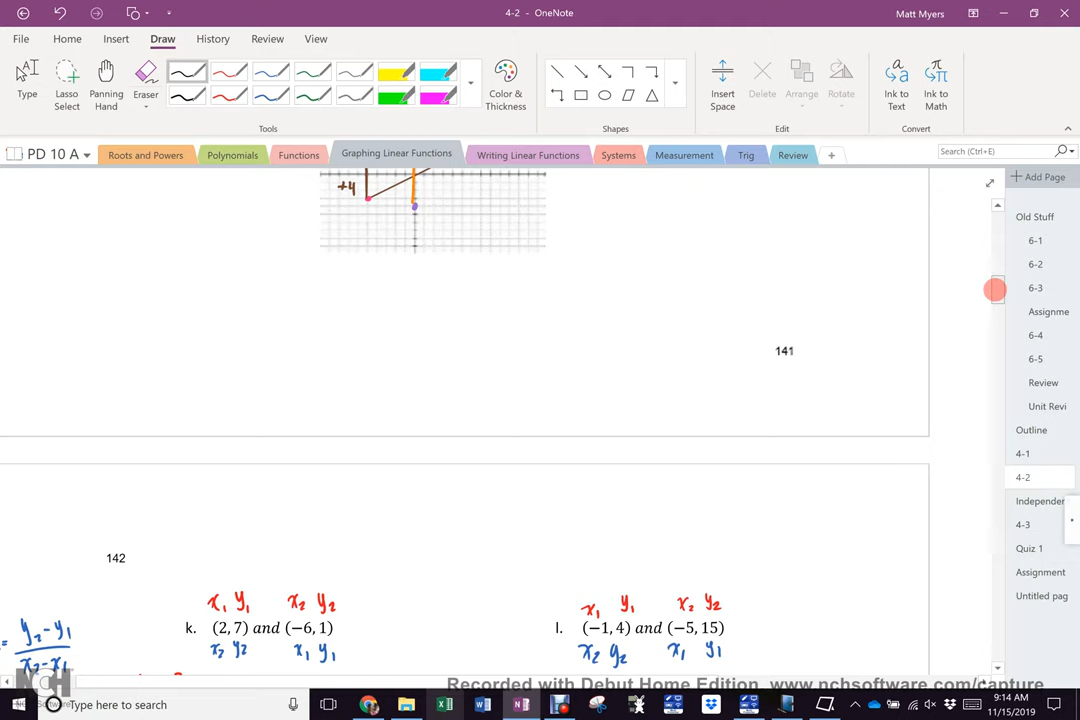 4-2 - OneNote
Matt Myers
File Home Insert Draw History Review View
Type
Lasso Select
Panning Hand
Eraser
Color & Thickness
Insert Space
Delete
Arrange
Rotate
Ink to Text
Ink to Math
Tools
Shapes
Edit
Convert
PD 10 A
Roots and Powers
Polynomials
Functions
Graphing Linear Functions
Writing Linear Functions
Systems
Measurement
Trig
Review
Search (Ctrl+E)
Add Page
Old Stuff
6-1
6-2
6-3
Assignme
6-4
6-5
Review
Unit Revi
Outline
4-1
4-2
Independer
4-3
Quiz 1
Assignment
Untitled pag
+4
141
142
x₁ y₁ x₂ y₂
k. (2, 7) and (−6, 1)
x₂ y₂ x₁ y₁
x₁ y₁ x₂ y₂
l. (−1, 4) and (−5, 15)
x₂ y₂ x₁ y₁
= y₂-y₁
x₂-x₁
NCH
Recorded with Debut Home Edition www.nchsoftware.com/capture
Type here to search
9:14 AM
11/15/2019